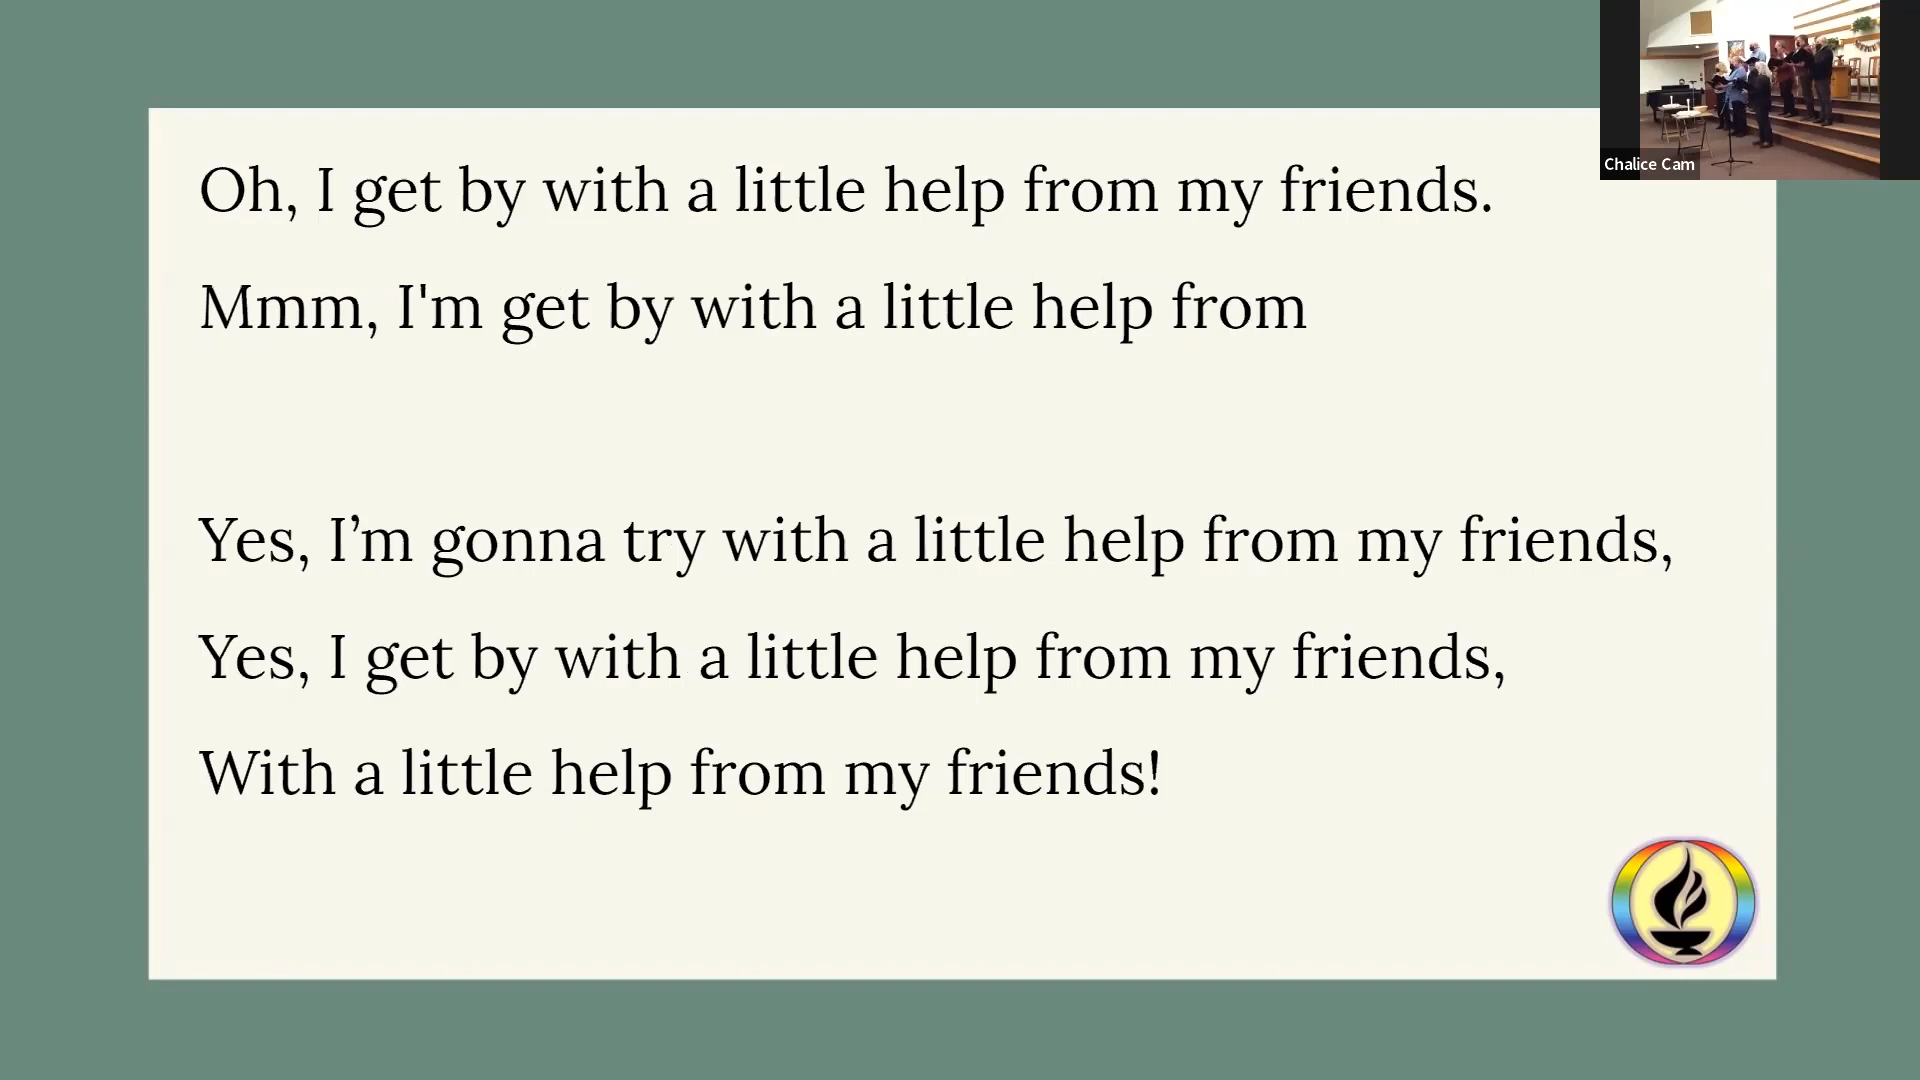 Oh, I get by with a little help from my friends.
Mmm, I'm get by with a little help from
Yes, I’m gonna try with a little help from my friends,
Yes, I get by with a little help from my friends,
With a little help from my friends!
Chalice Cam